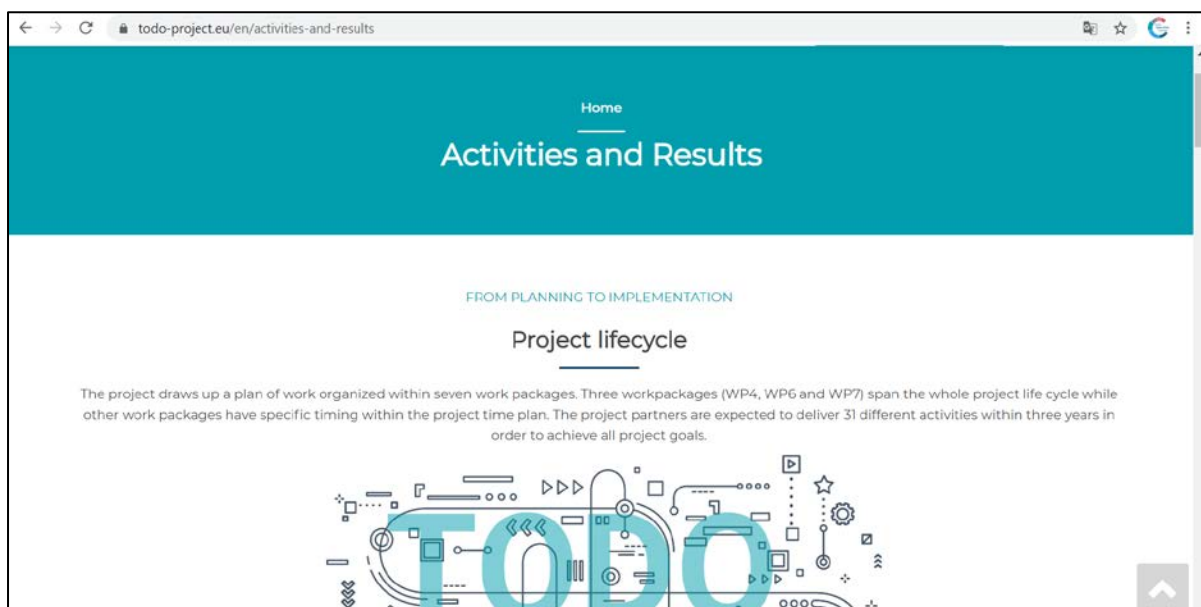 todo-project.eu/en/activities-and-results
Home
Activities and Results
FROM PLANNING TO IMPLEMENTATION
Project lifecycle
The project draws up a plan of work organized within seven work packages. Three workpackages (WP4, WP6 and WP7) span the whole project life cycle while
other work packages have specific timing within the project time plan. The project partners are expected to deliver 31 different activities within three years in
order to achieve all project goals.
TODO